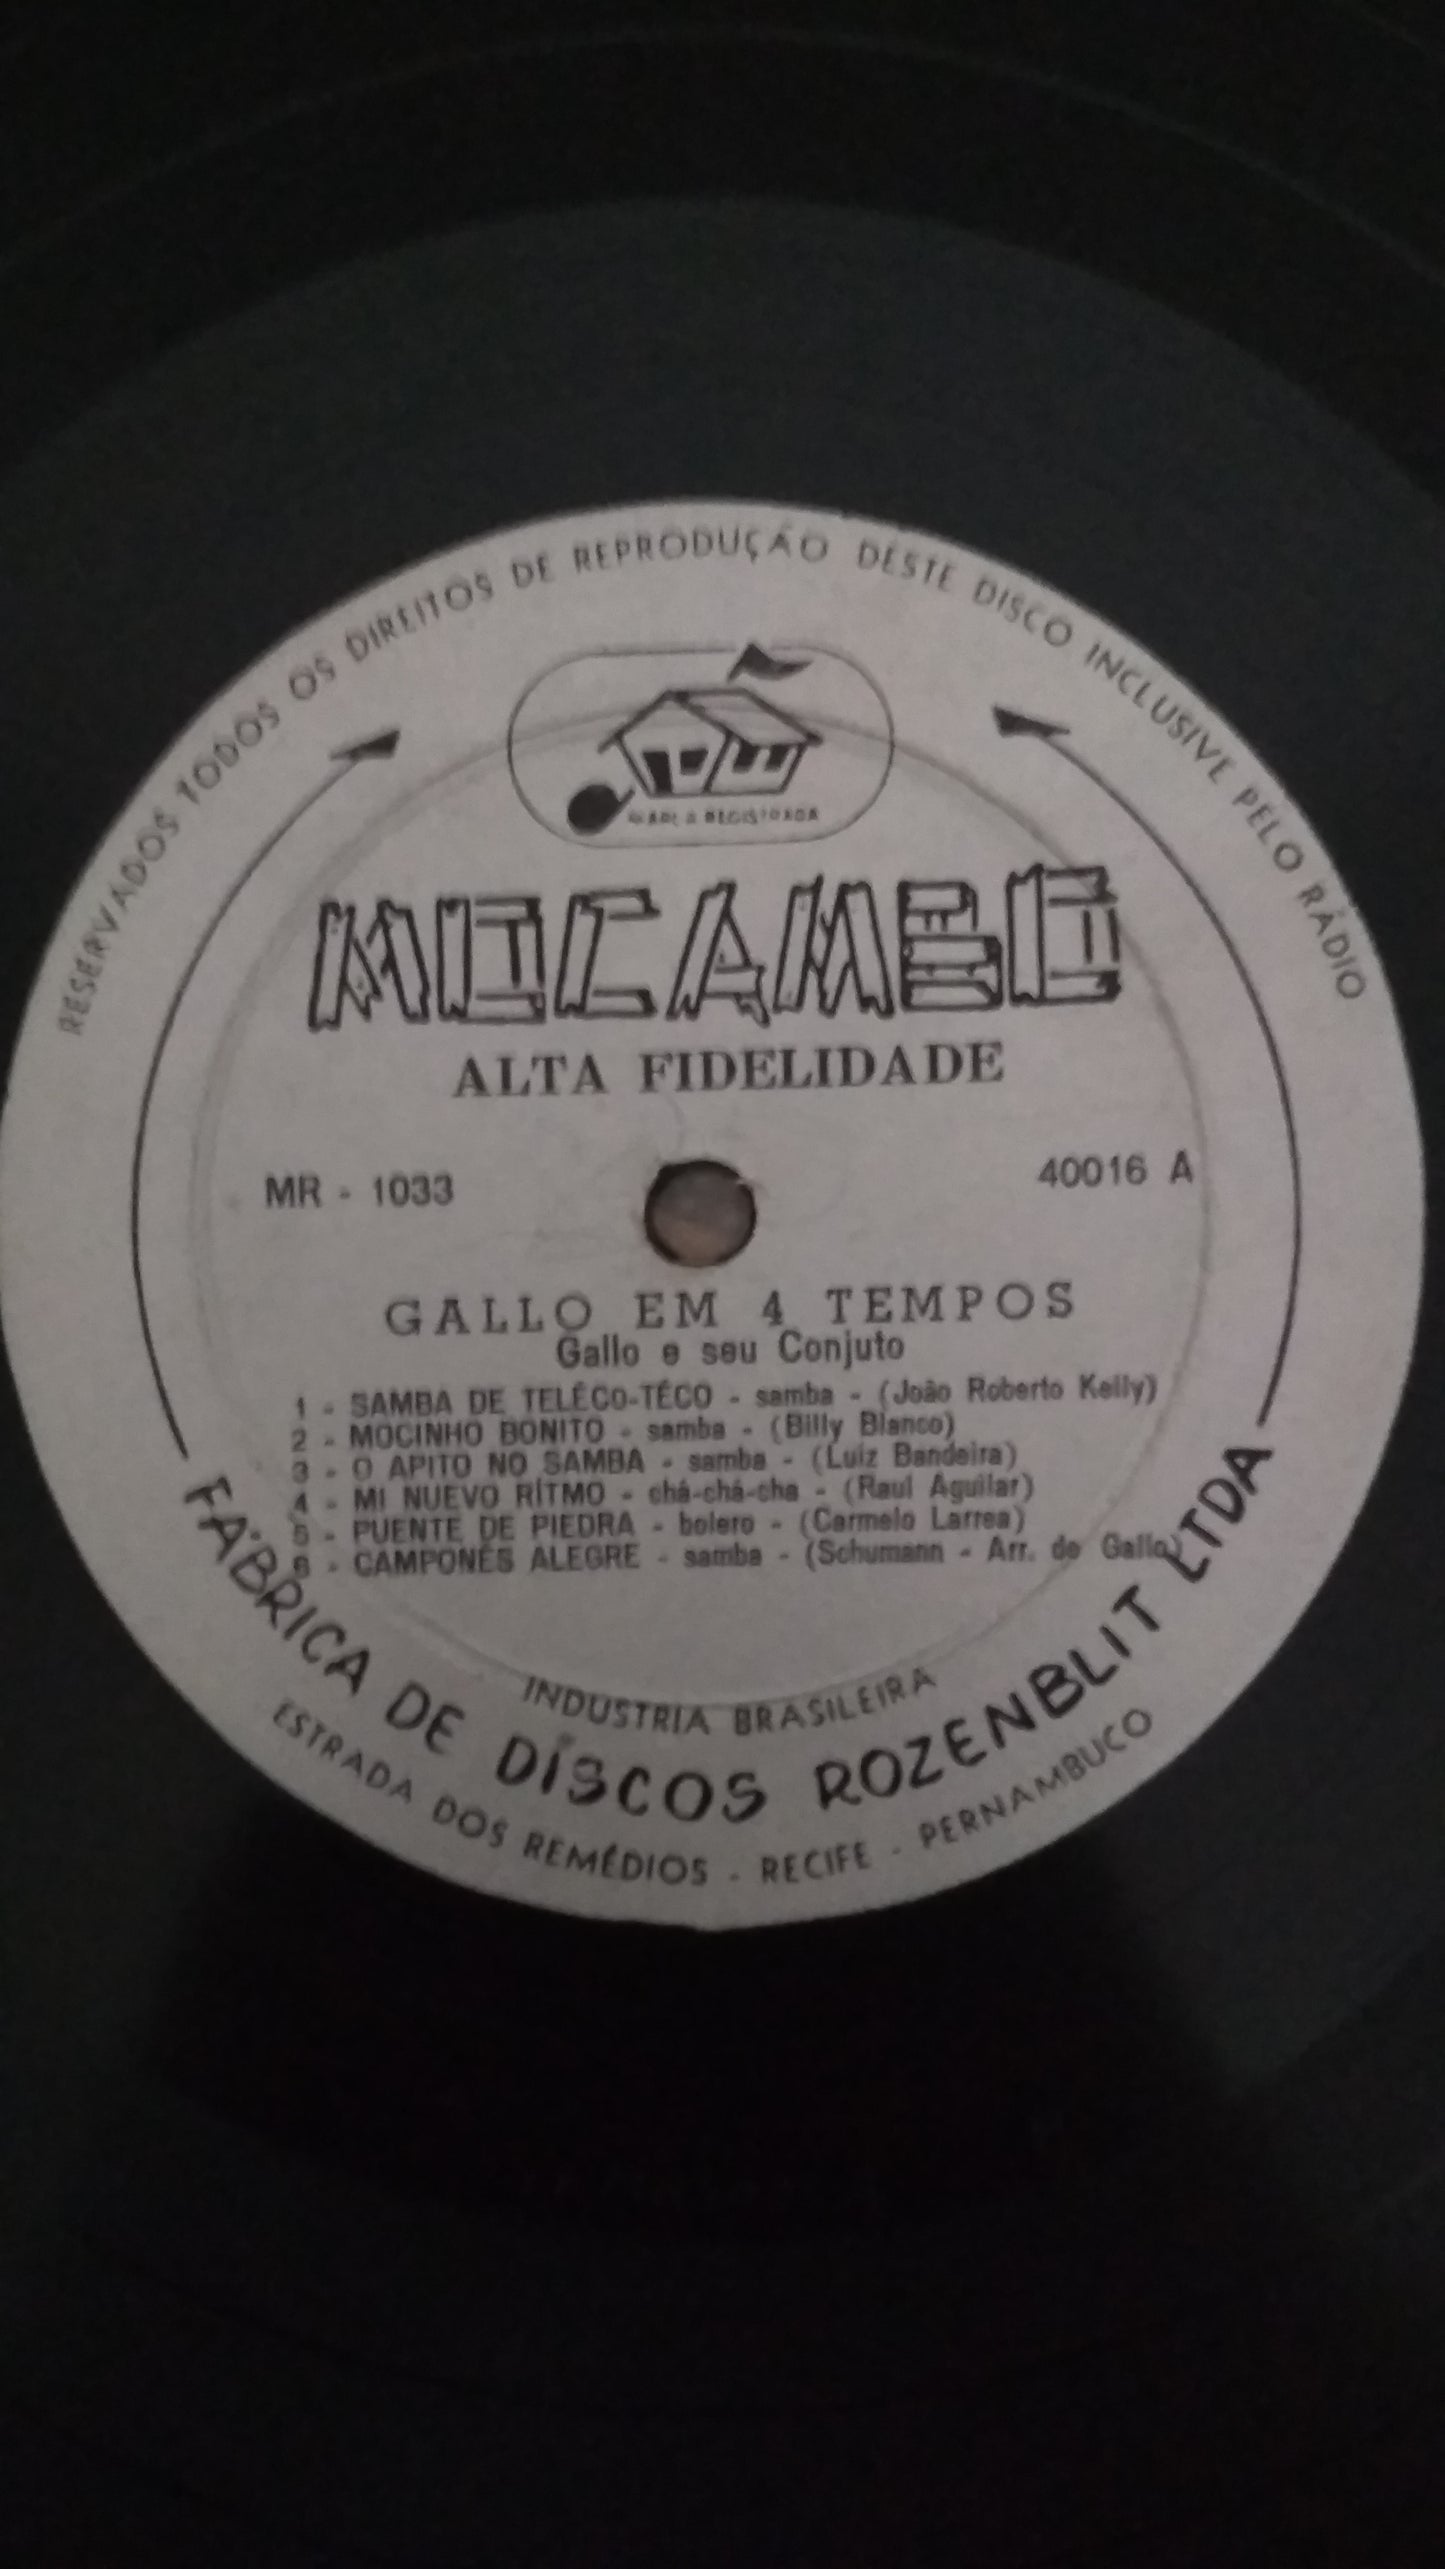 RESERVADOS TODOS OS DIREITOS DE REPRODUÇÃO DESTE DISCO INCLUSIVE PELO RÁDIO
MARCA REGISTRADA
MOCAMBO
ALTA FIDELIDADE
MR - 1033
40016 A
GALLO EM 4 TEMPOS
Gallo e seu Conjuto
1 - SAMBA DE TELÉCO-TÉCO - samba - (João Roberto Kelly)
2 - MOCINHO BONITO - samba - (Billy Blanco)
3 - O APITO NO SAMBA - samba - (Luiz Bandeira)
4 - MI NUEVO RÍTMO - chá-chá-cha - (Raul Aguilar)
5 - PUENTE DE PIEDRA - bolero - (Carmelo Larrea)
6 - CAMPONÊS ALEGRE - samba - (Schumann - Arr. de Gallo)
INDUSTRIA BRASILEIRA
FÁBRICA DE DISCOS ROZENBLIT LTDA
ESTRADA DOS REMÉDIOS - RECIFE - PERNAMBUCO